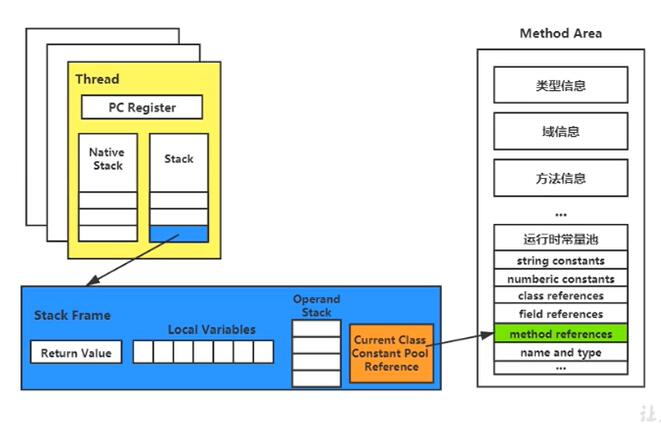 Method Area
Thread
PC Register
Native
Stack
Stack
类型信息
域信息
方法信息
...
运行时常量池
string constants
numberic constants
class references
field references
method references
name and type
...
Stack Frame
Return Value
Local Variables
Operand
Stack
Current Class
Constant Pool
Reference
让